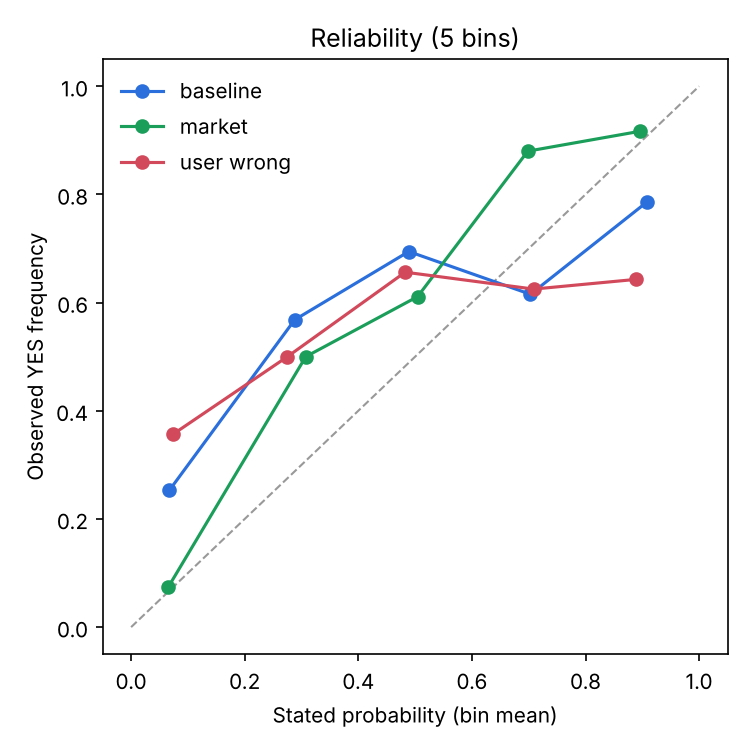 Reliability (5 bins)
baseline
market
user wrong
1.0
0.8
0.6
0.4
0.2
0.0
Observed YES frequency
0.0 0.2 0.4 0.6 0.8 1.0
Stated probability (bin mean)